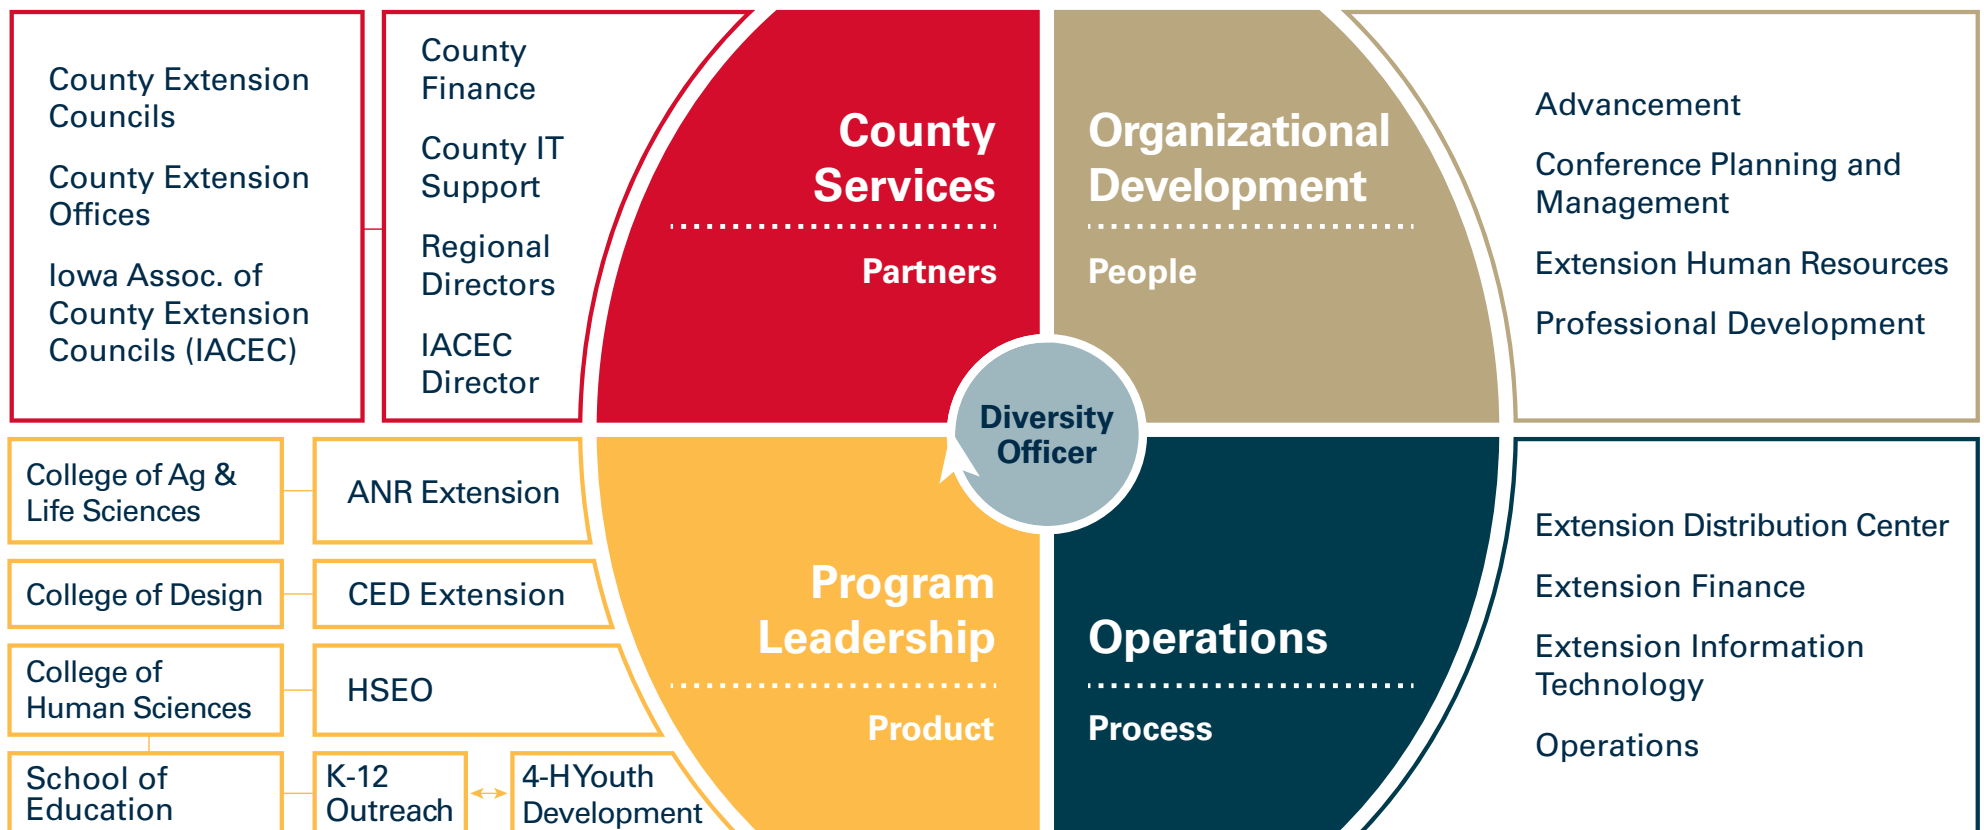 County Extension
Councils
County Extension
Offices
Iowa Assoc. of
County Extension
Councils (IACEC)
County
Finance
County IT
Support
Regional
Directors
IACEC
Director
County
Services
Partners
Organizational
Development
People
Advancement
Conference Planning and
Management
Extension Human Resources
Professional Development
Diversity
Officer
College of Ag &
Life Sciences
ANR Extension
College of Design
CED Extension
College of
Human Sciences
HSEO
School of
Education
K-12
Outreach
4-H Youth
Development
Program
Leadership
Product
Operations
Process
Extension Distribution Center
Extension Finance
Extension Information
Technology
Operations